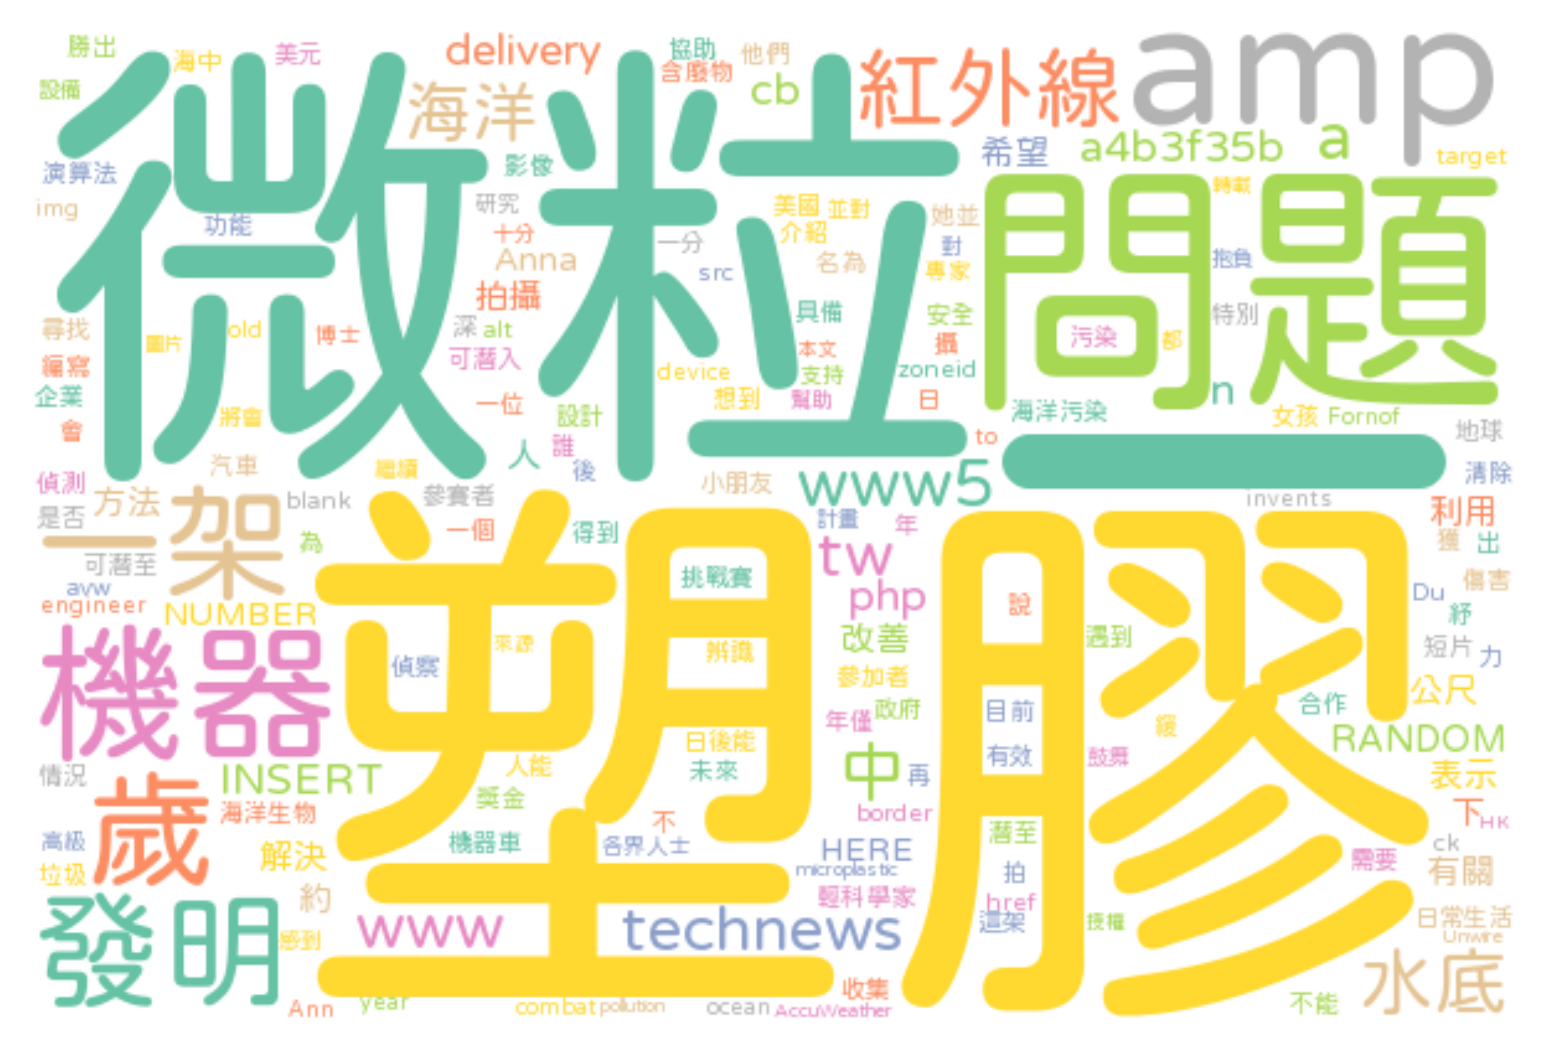 勝出
海中
美元
delivery
協助
他們
含廢物
cb
紅外線
amp
設備
海洋
微粒
影像
希望
a4b3f35b
a
target
演算法
img
功能
研究
十分
Anna
一分
美國
並對
介紹
她並
對
轉載
問題
src
名為
專家
抱負
拍攝
尋找
圖片
old
博士
深
alt
可潛入
具備
本文
支持
安全
攝
污染
都
特別
編寫
企業
會
將會
一位
設計
device
想到
幫助
zoneid
日
n
海洋污染
女孩
Fornof
地球
汽車
繼續
人
誰
後
to
一
小朋友
www5
invents
清除
偵測
方法
是否
一架
blank
參賽者
一個
得到
計畫
年
利用
獲
出
可潛至
為
avw
engineer
NUMBER
塑膠
挑戰賽
tw
php
說
遇到
Du
傷害
紓
機器
偵察
來源
辨識
改善
參加者
短片
力
年僅
政府
目前
合作
公尺
情況
INSERT
人能
日後能
未來
中
再
有效
鼓舞
緩
RANDOM
表示
歲
海洋生物
獎金
不
border
潛至
下
HK
高級
垃圾
解決
機器車
各界人士
HERE
microplastic
拍
需要
ck
有關
約
輕科學家
href
發明
感到
www
technews
這架
授權
日常生活
Unwire
水底
Ann
year
combat
pollution
ocean
收集
AccuWeather
不能